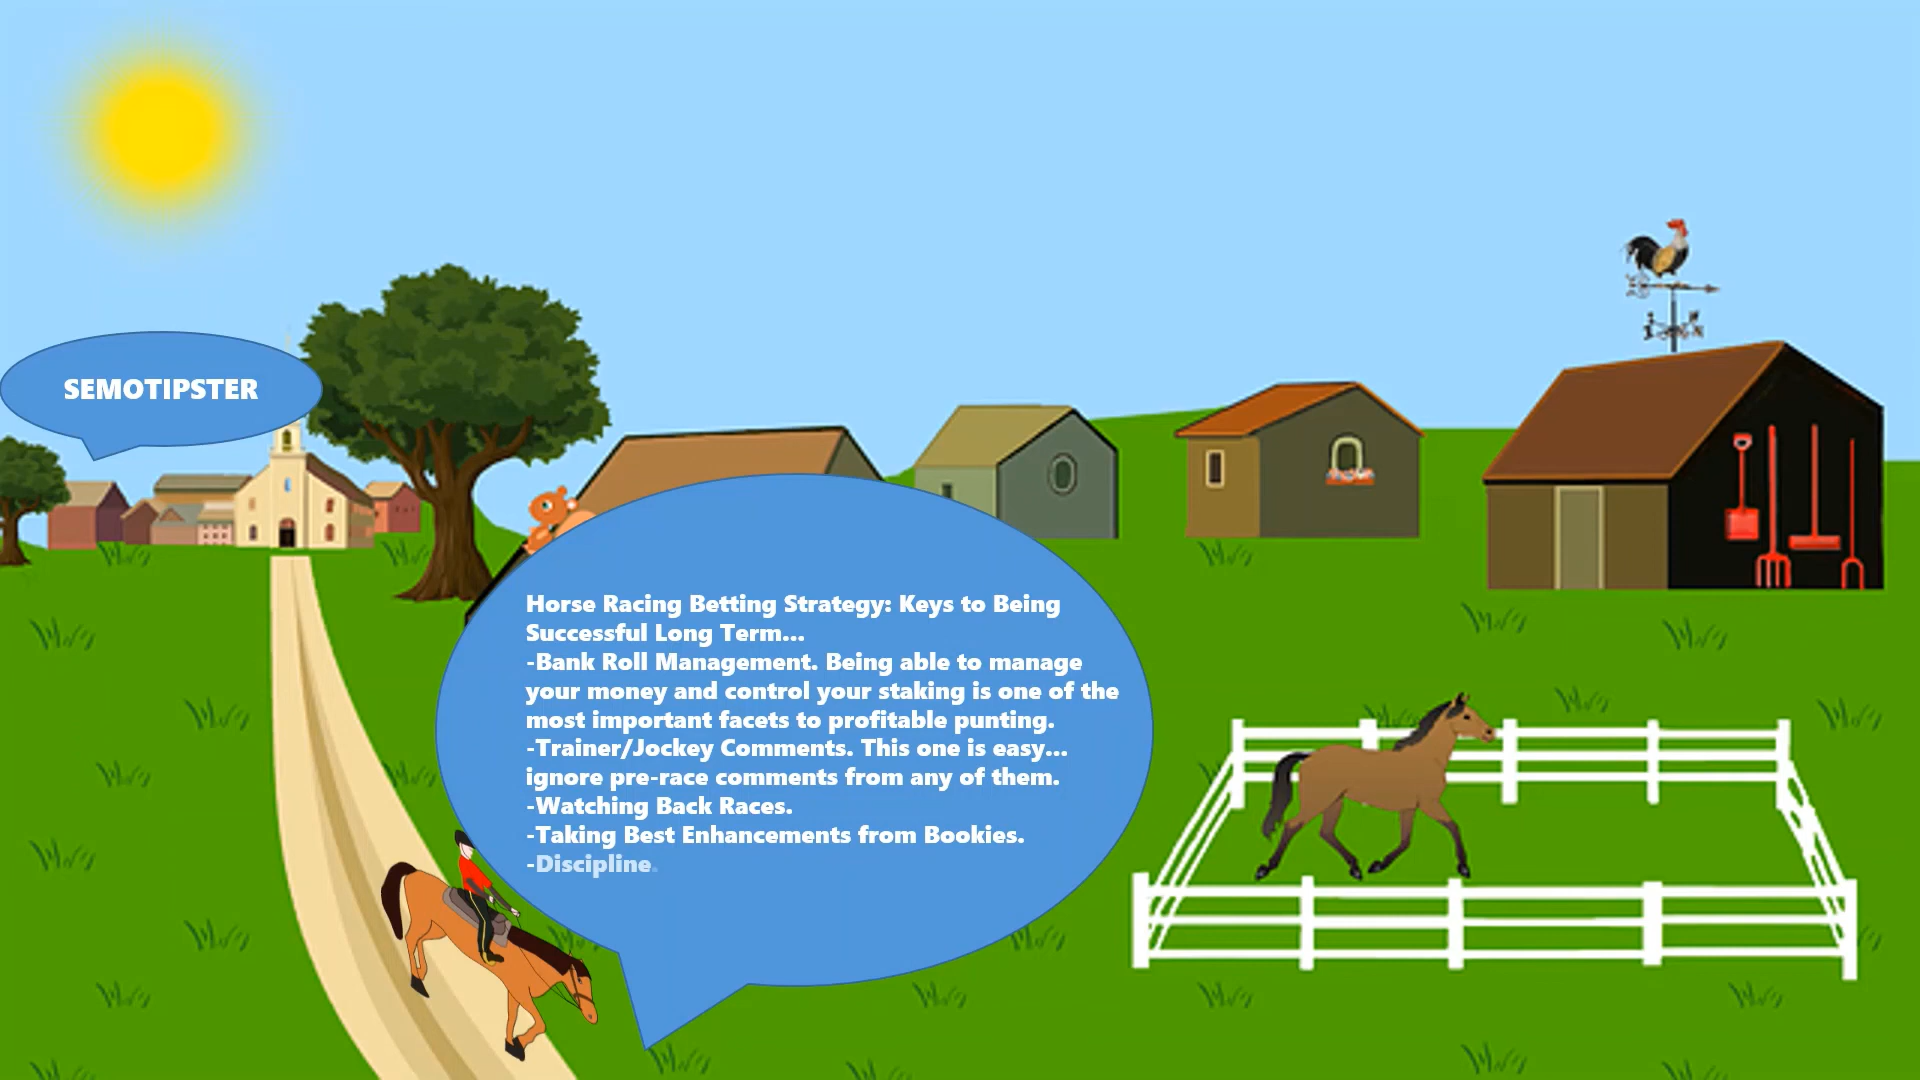 SEMOTIPSTER
Horse Racing Betting Strategy: Keys to Being
Successful Long Term...
-Bank Roll Management. Being able to manage
your money and control your staking is one of the
most important facets to profitable punting.
-Trainer/Jockey Comments. This one is easy...
ignore pre-race comments from any of them.
-Watching Back Races.
-Taking Best Enhancements from Bookies.
-Discipline.